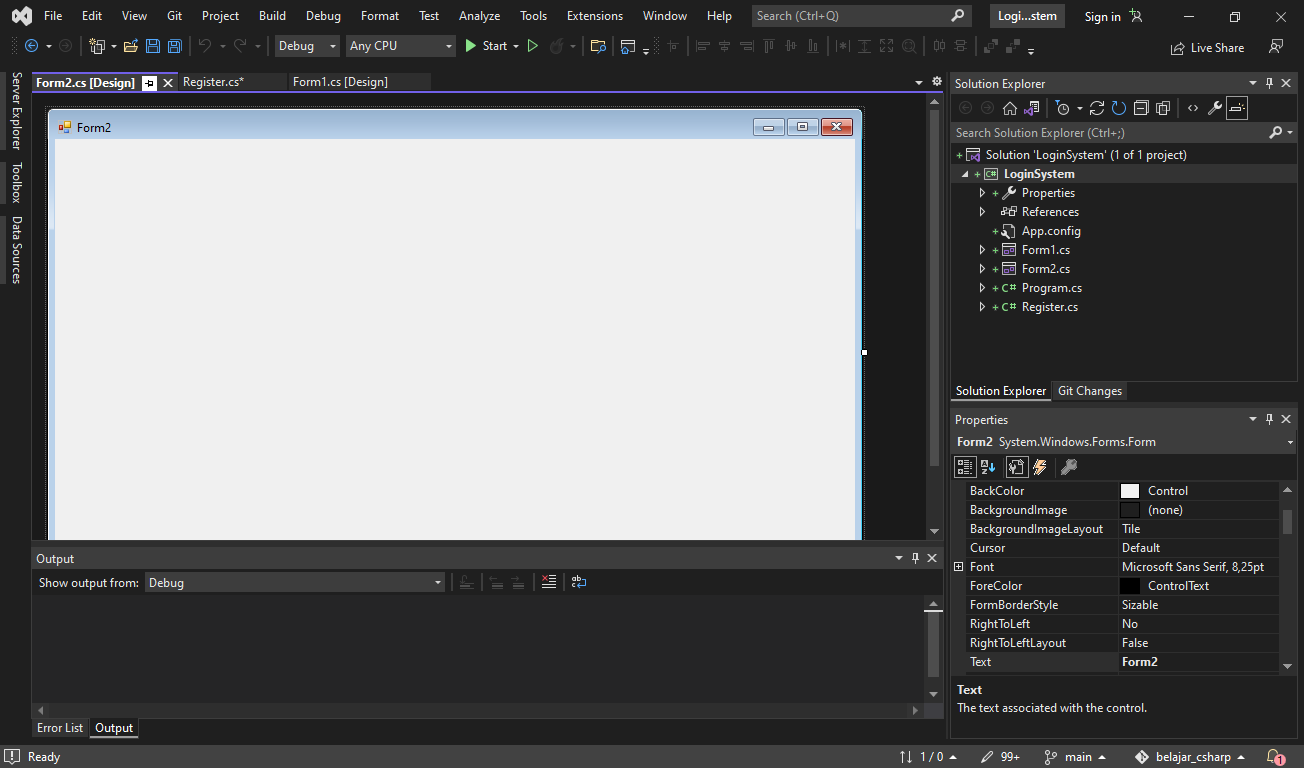 File Edit View Git Project Build Debug Format Test Analyze Tools Extensions Window Help Search (Ctrl+Q) Logi...stem Sign in
Debug Any CPU Start Live Share
Server Explorer
Toolbox
Data Sources
Form2.cs [Design] Register.cs* Form1.cs [Design]
Form2
Output
Show output from: Debug
Error List Output
Solution Explorer
Search Solution Explorer (Ctrl+;)
Solution 'LoginSystem' (1 of 1 project)
C# LoginSystem
Properties
References
App.config
Form1.cs
Form2.cs
C# Program.cs
C# Register.cs
Solution Explorer Git Changes
Properties
Form2 System.Windows.Forms.Form
BackColor Control
BackgroundImage (none)
BackgroundImageLayout Tile
Cursor Default
Font Microsoft Sans Serif, 8,25pt
ForeColor ControlText
FormBorderStyle Sizable
RightToLeft No
RightToLeftLayout False
Text Form2
Text
The text associated with the control.
Ready 1 / 0 99+ main belajar_csharp 1